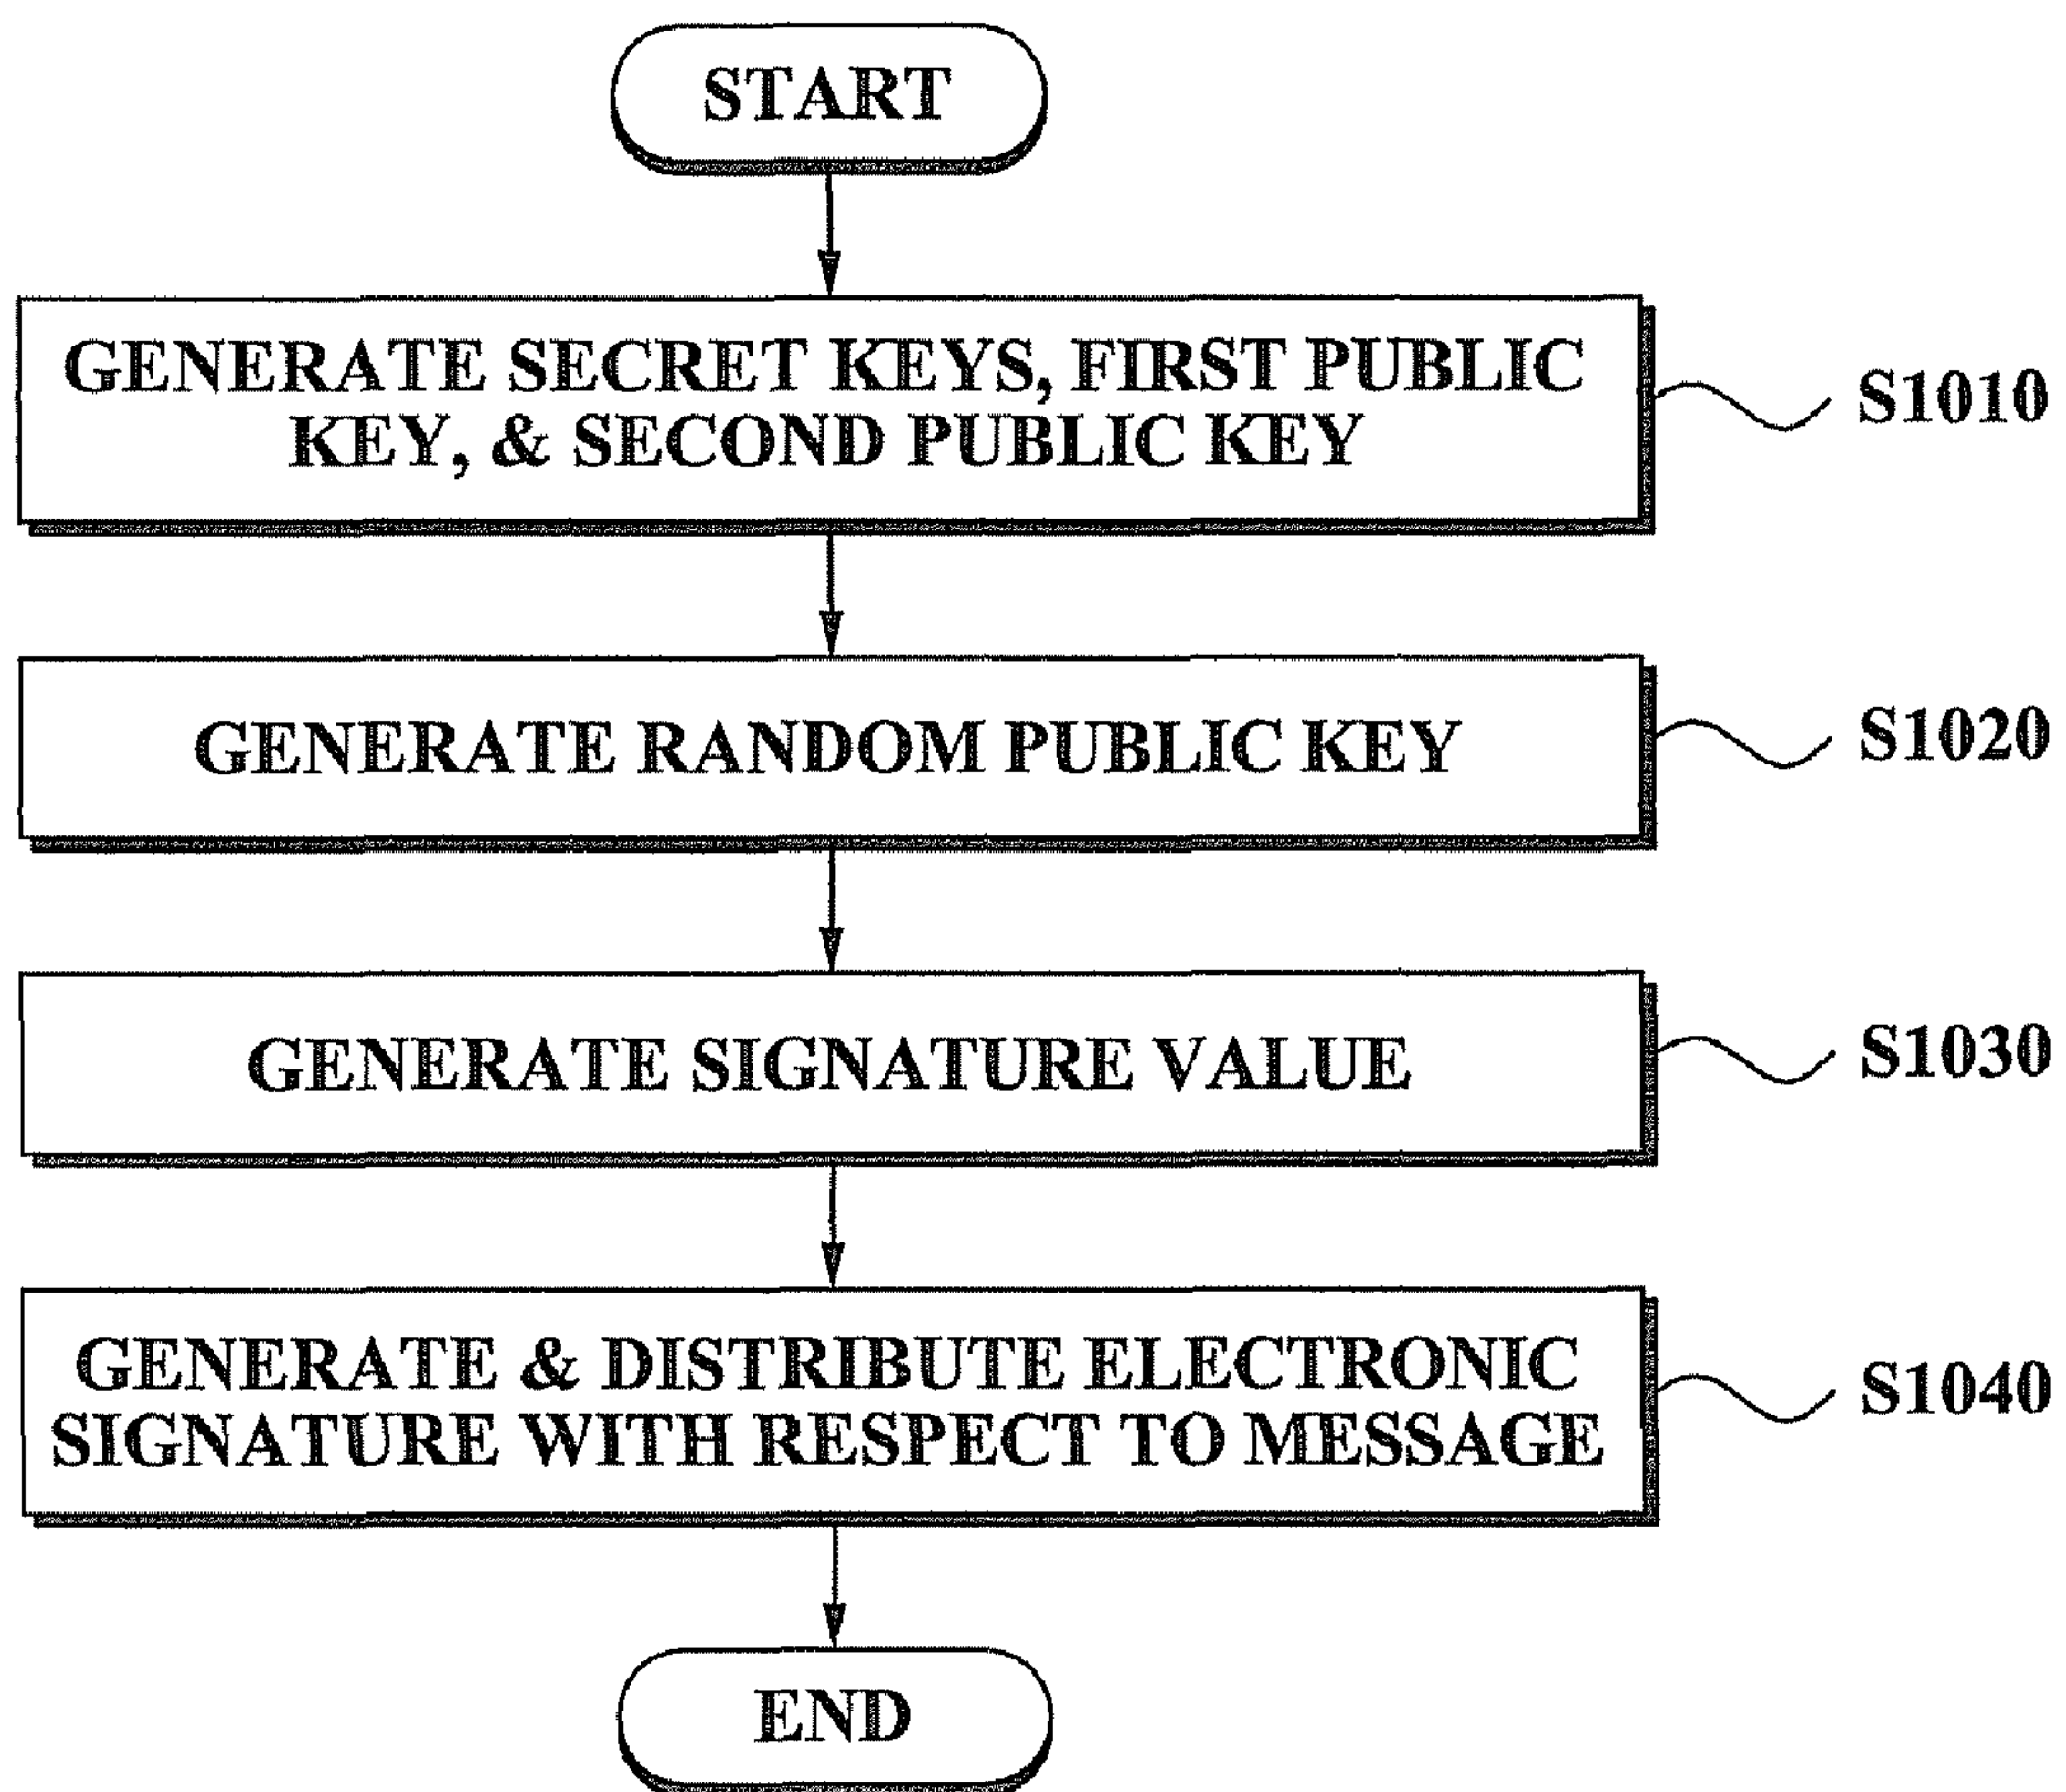 START
GENERATE SECRET KEYS, FIRST PUBLIC
KEY, & SECOND PUBLIC KEY
S1010
GENERATE RANDOM PUBLIC KEY
S1020
GENERATE SIGNATURE VALUE
S1030
GENERATE & DISTRIBUTE ELECTRONIC
SIGNATURE WITH RESPECT TO MESSAGE
S1040
END